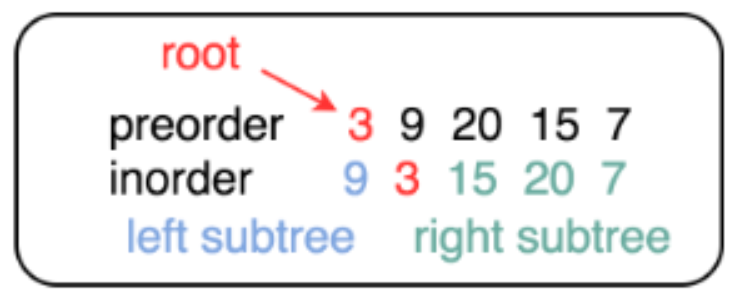 root
preorder 3 9 20 15 7
inorder 9 3 15 20 7
left subtree right subtree